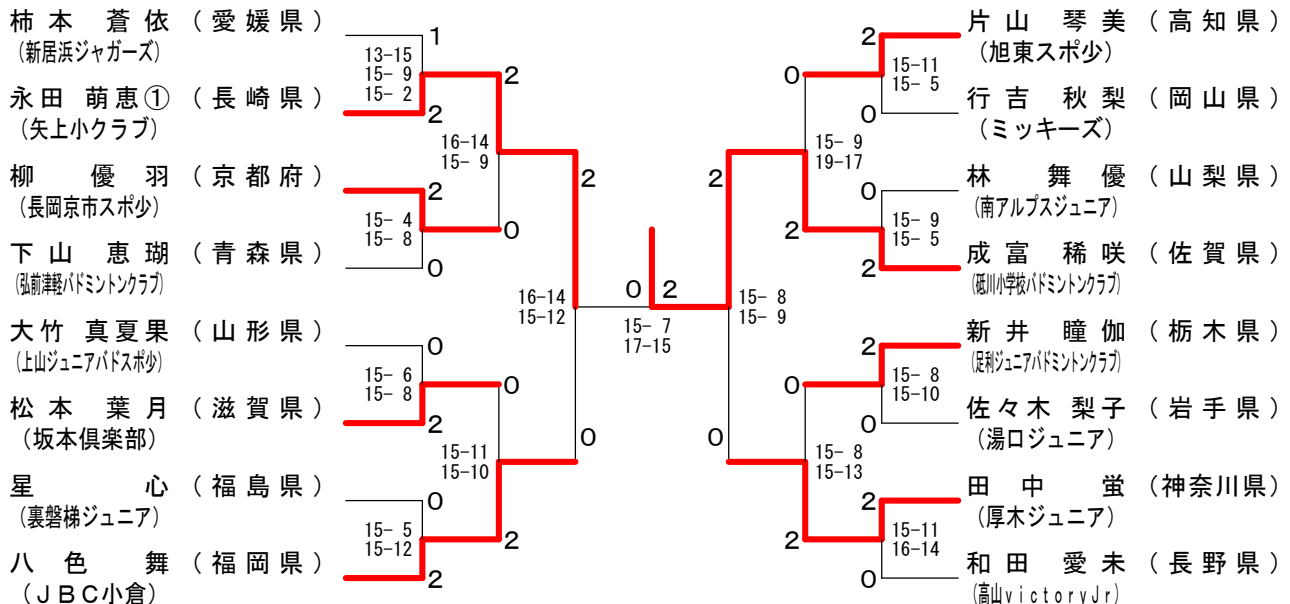 柿本 蒼依 (愛媛県)
(新居浜ジャガーズ)
永田 萌恵① (長崎県)
(矢上小クラブ)
柳 優羽 (京都府)
(長岡京市スポ少)
下山 恵瑚 (青森県)
(弘前津軽バドミントンクラブ)
大竹 真夏果 (山形県)
(上山ジュニアバドスポ少)
松本 葉月 (滋賀県)
(坂本倶楽部)
星 心 (福島県)
(裏磐梯ジュニア)
八色 舞 (福岡県)
(JBC小倉)
1
13-15
15- 9
15- 2
2
2
2
15- 4
15- 8
0
0
16-14
15- 9
0
15- 6
15- 8
2
0
0
15- 5
15-12
2
2
15-11
15-10
2
16-14
15-12
0
0 2
15- 7
17-15
2
15- 8
15- 9
0
0
15- 9
19-17
2
0
15- 8
15-13
2
2
15-11
15- 5
0
0
15- 9
15- 5
2
2
15- 8
15-10
0
2
15-11
16-14
0
片山 琴美 (高知県)
(旭東スポ少)
行吉 秋梨 (岡山県)
(ミッキーズ)
林 舞優 (山梨県)
(南アルプスジュニア)
成富 稀咲 (佐賀県)
(砥川小学校バドミントンクラブ)
新井 瞳伽 (栃木県)
(足利ジュニアバドミントンクラブ)
佐々木 梨子 (岩手県)
(湯口ジュニア)
田中 蛍 (神奈川県)
(厚木ジュニア)
和田 愛未 (長野県)
(高山victoryJr)